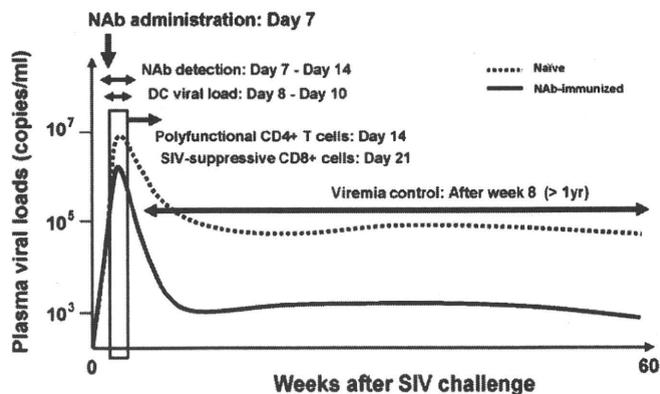 NAb administration: Day 7
NAb detection: Day 7 - Day 14
DC viral load: Day 8 - Day 10
Naïve
NAb-immunized
Polyfunctional CD4+ T cells: Day 14
SIV-suppressive CD8+ cells: Day 21
Viremia control: After week 8 (> 1yr)
Plasma viral loads (copies/ml)
10⁷
10⁵
10³
0
60
Weeks after SIV challenge